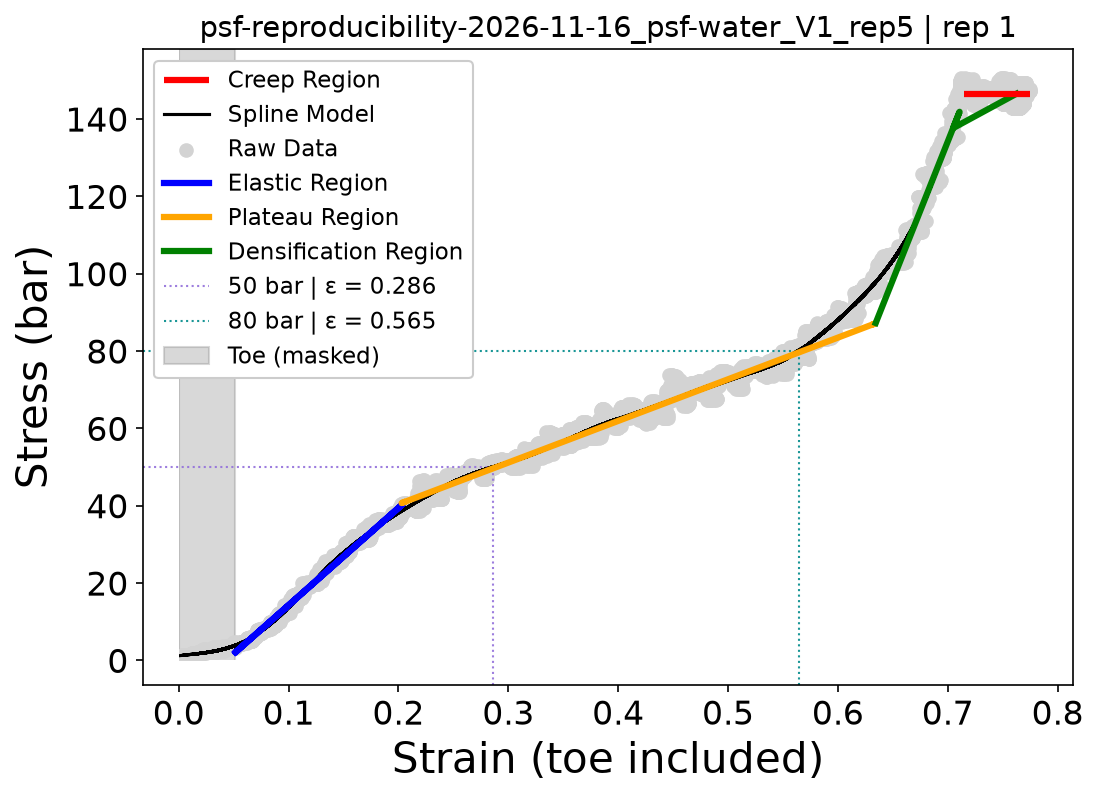 psf-reproducibility-2026-11-16_psf-water_V1_rep5 | rep 1
Creep Region
Spline Model
Raw Data
Elastic Region
Plateau Region
Densification Region
50 bar | ε = 0.286
80 bar | ε = 0.565
Toe (masked)
Stress (bar)
140
120
100
80
60
40
20
0
0.0 0.1 0.2 0.3 0.4 0.5 0.6 0.7 0.8
Strain (toe included)